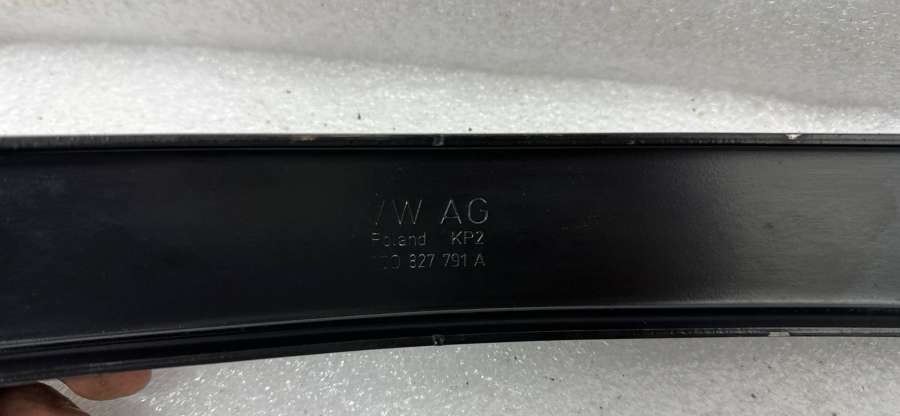 VW AG
Poland KP2
827 791 A